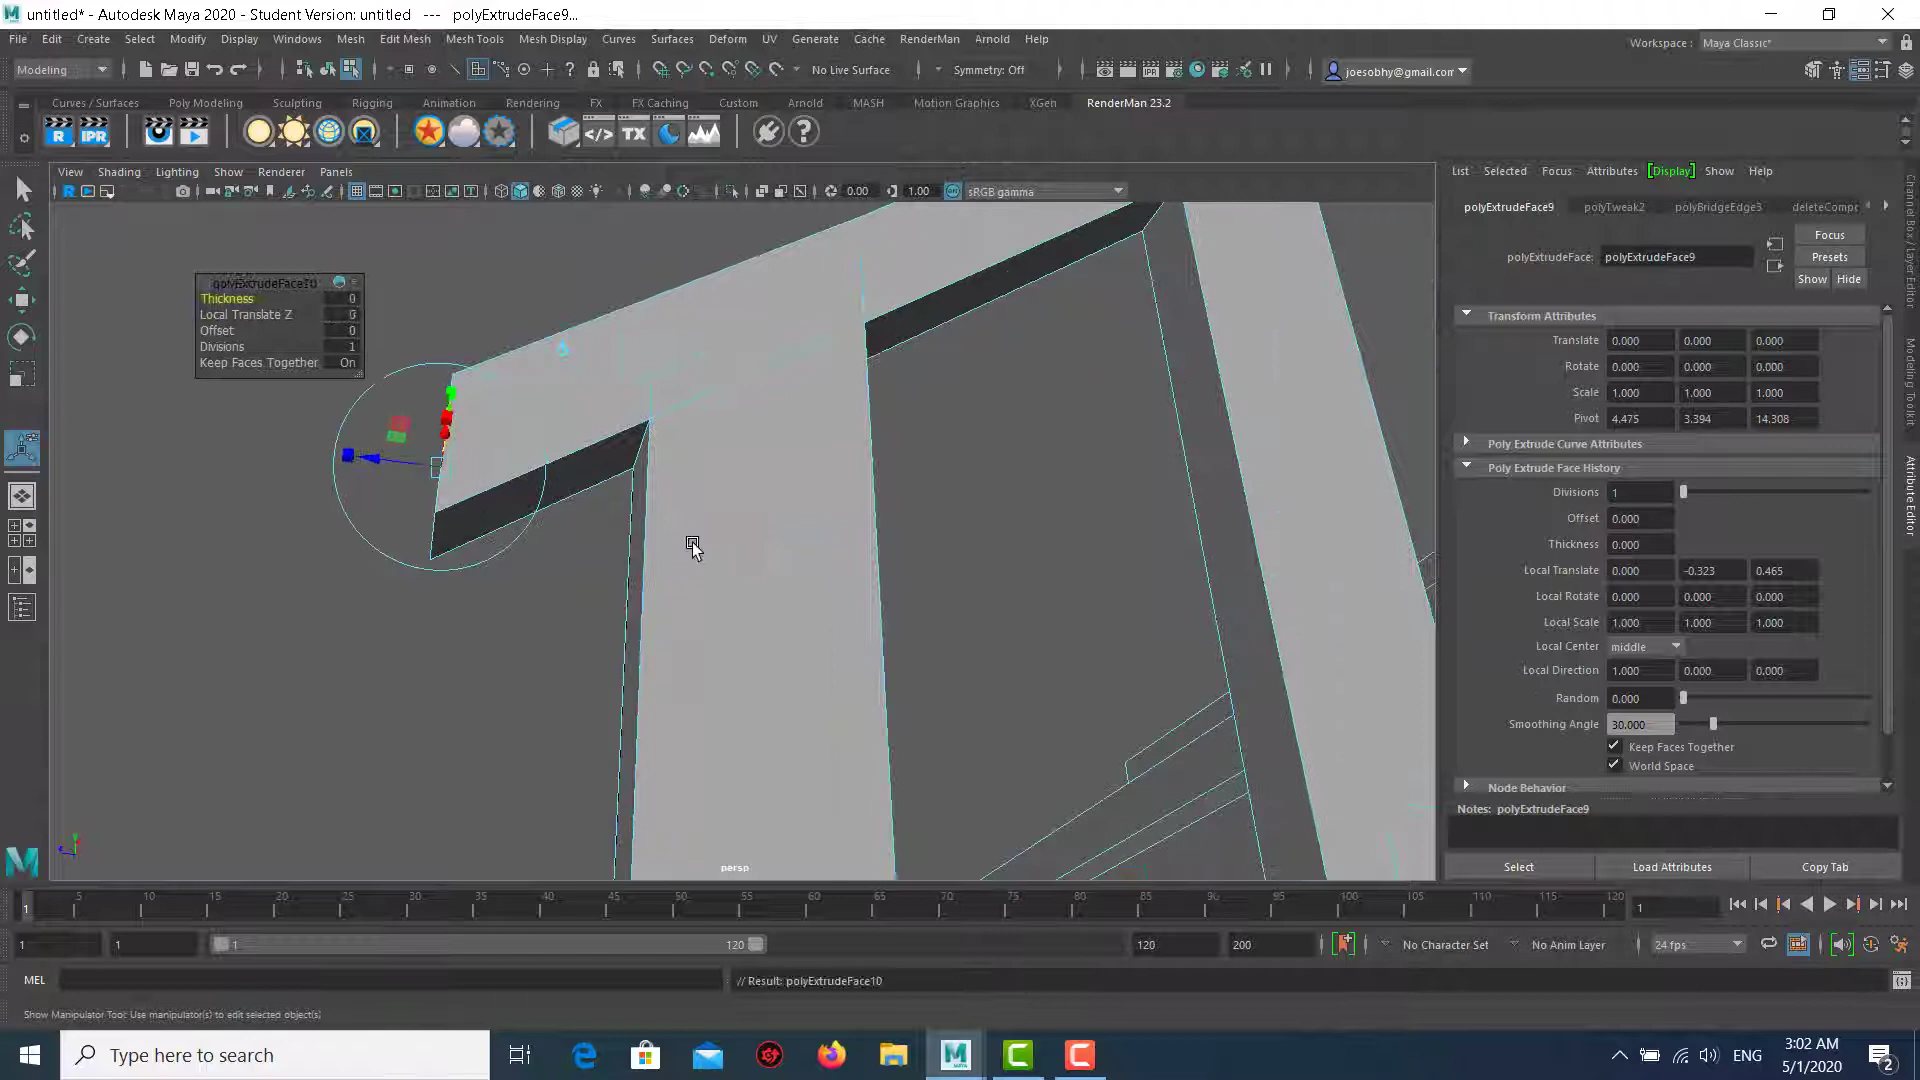 untitled* - Autodesk Maya 2020 - Student Version: untitled   ---   polyExtrudeFace9...
File Edit Create Select Modify Display Windows Mesh Edit Mesh Mesh Tools Mesh Display Curves Surfaces Deform UV Generate Cache RenderMan Arnold Help
Workspace : Maya Classic*
Modeling
No Live Surface
Symmetry: Off
joesobhy@gmail.com
Curves / Surfaces Poly Modeling Sculpting Rigging Animation Rendering FX FX Caching Custom Arnold MASH Motion Graphics XGen RenderMan 23.2
R IPR </> TX ?
View Shading Lighting Show Renderer Panels
0.00 1.00 sRGB gamma
polyExtrudeFace10
Thickness 0
Local Translate Z 0
Offset 0
Divisions 1
Keep Faces Together On
persp
List Selected Focus Attributes [Display] Show Help
polyExtrudeFace9 polyTweak2 polyBridgeEdge3 deleteCompo
polyExtrudeFace: polyExtrudeFace9
Focus
Presets
Show Hide
Transform Attributes
Translate 0.000 0.000 0.000
Rotate 0.000 0.000 0.000
Scale 1.000 1.000 1.000
Pivot 4.475 3.394 14.308
Poly Extrude Curve Attributes
Poly Extrude Face History
Divisions 1
Offset 0.000
Thickness 0.000
Local Translate 0.000 -0.323 0.465
Local Rotate 0.000 0.000 0.000
Local Scale 1.000 1.000 1.000
Local Center middle
Local Direction 1.000 0.000 0.000
Random 0.000
Smoothing Angle 30.000
Keep Faces Together
World Space
Node Behavior
Notes: polyExtrudeFace9
Select Load Attributes Copy Tab
Channel Box / Layer Editor
Modeling Toolkit
Attribute Editor
1 5 10 15 20 25 30 35 40 45 50 55 60 65 70 75 80 85 90 95 100 105 110 115 120
1
1 1 1 120 120 200 No Character Set No Anim Layer 24 fps
MEL // Result: polyExtrudeFace10
Show Manipulator Tool: Use manipulator(s) to edit selected object(s)
Type here to search
ENG
3:02 AM
5/1/2020
2